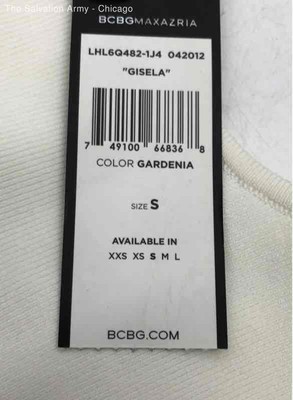 The Salvation Army - Chicago
BCBGMAXAZRIA
LHL6Q482-1J4 042012
"GISELA"
7 49100 66836 8
COLOR GARDENIA
SIZE S
AVAILABLE IN
XXS XS S M L
BCBG.COM